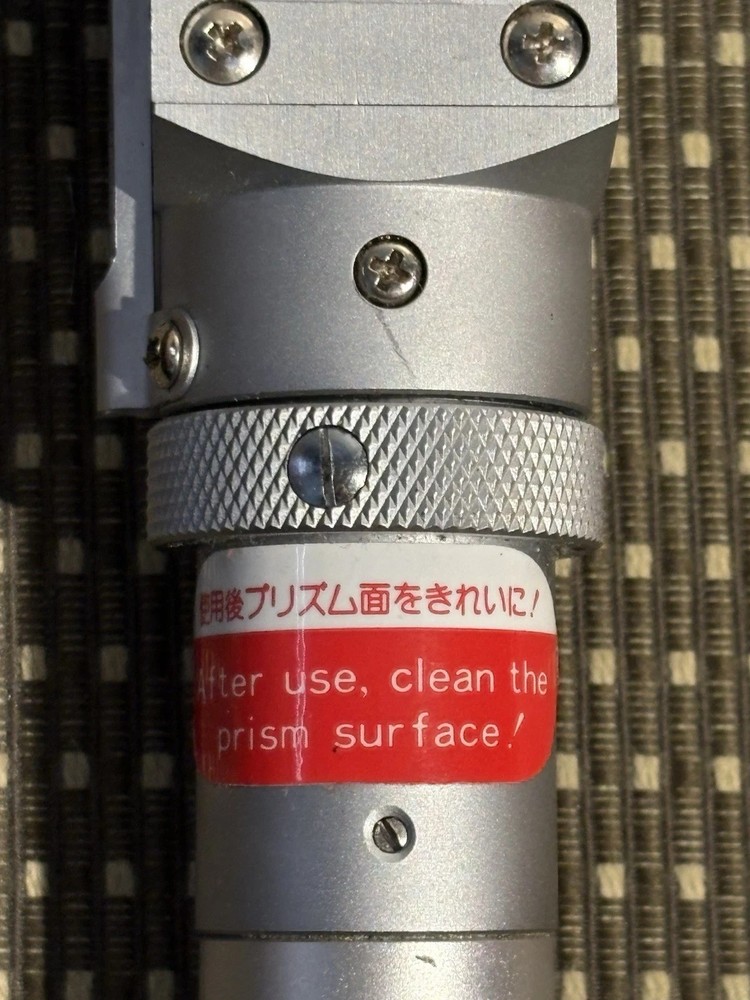 使用後プリズム面をきれいに!
After use, clean the
prism surface!